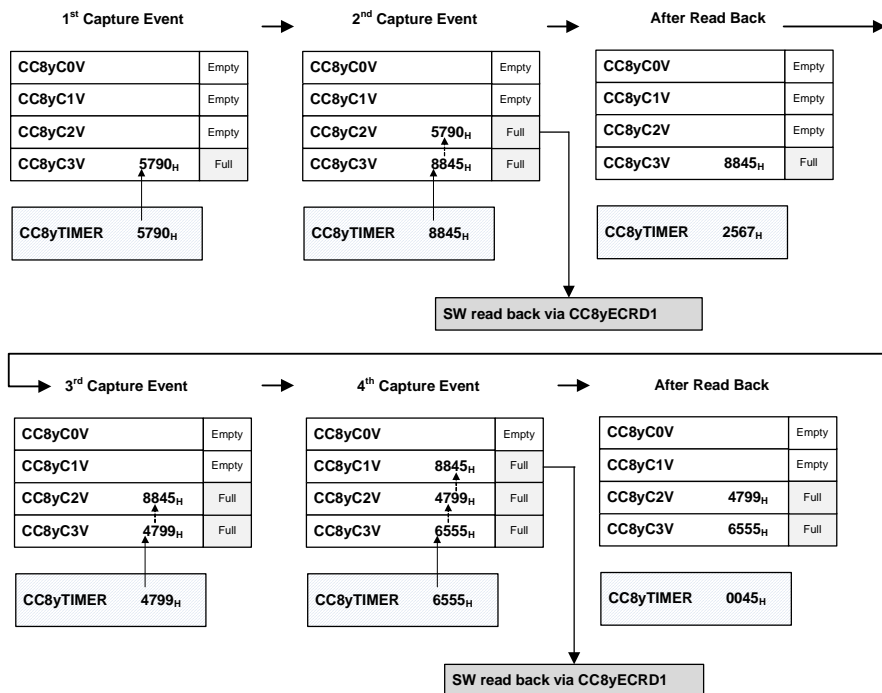 1st Capture Event 2nd Capture Event After Read Back
CC8yC0V Empty CC8yC0V Empty CC8yC0V Empty
CC8yC1V Empty CC8yC1V Empty CC8yC1V Empty
CC8yC2V Empty CC8yC2V 5790H Full CC8yC2V Empty
CC8yC3V 5790H Full CC8yC3V 8845H Full CC8yC3V 8845H Full
CC8yTIMER 5790H CC8yTIMER 8845H CC8yTIMER 2567H
SW read back via CC8yECRD1
3rd Capture Event 4th Capture Event After Read Back
CC8yC0V Empty CC8yC0V Empty CC8yC0V Empty
CC8yC1V Empty CC8yC1V 8845H Full CC8yC1V Empty
CC8yC2V 8845H Full CC8yC2V 4799H Full CC8yC2V 4799H Full
CC8yC3V 4799H Full CC8yC3V 6555H Full CC8yC3V 6555H Full
CC8yTIMER 4799H CC8yTIMER 6555H CC8yTIMER 0045H
SW read back via CC8yECRD1